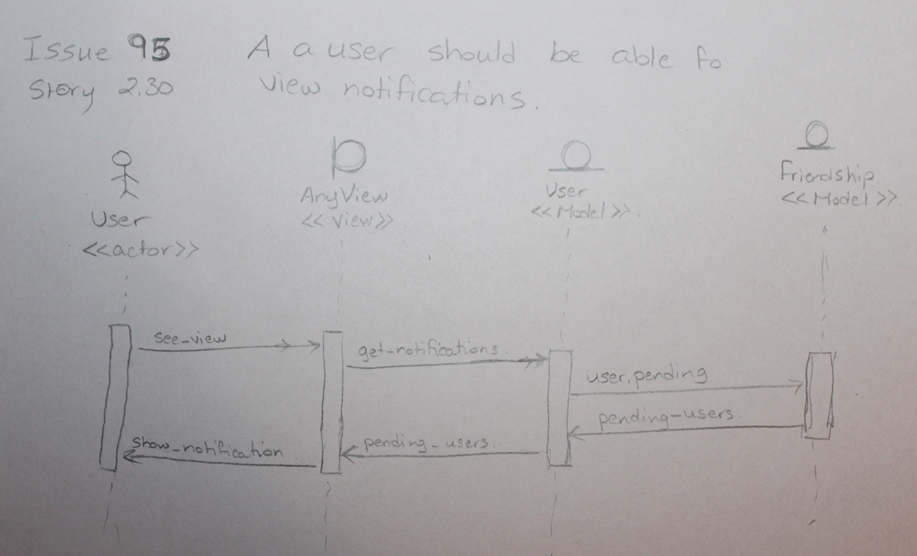 Issue 95 A a user should be able to
Story 2.30 View notifications.
User
<<actor>>
AnyView
<<View>>
User
<<Model>>
Friendship
<<Model>>
see_view
get-notifications
user.pending
pending-users
pending_users
show_notification